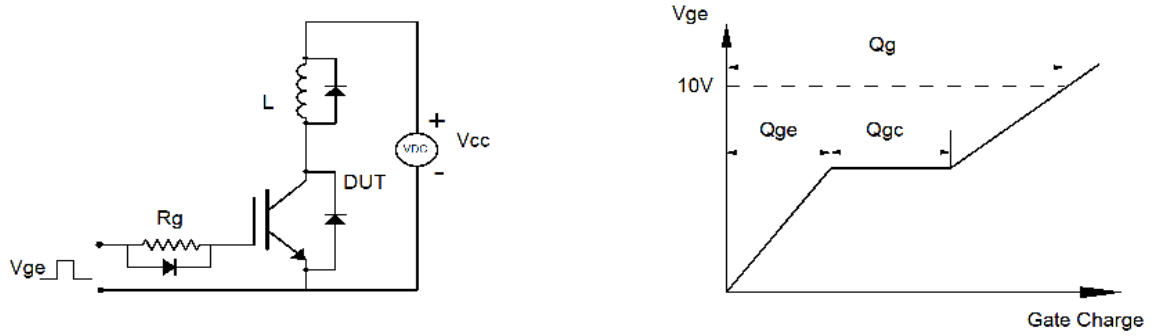 L
VDC
+
-
Vcc
DUT
Rg
Vge
Vge
Qg
10V
Qge
Qgc
Gate Charge